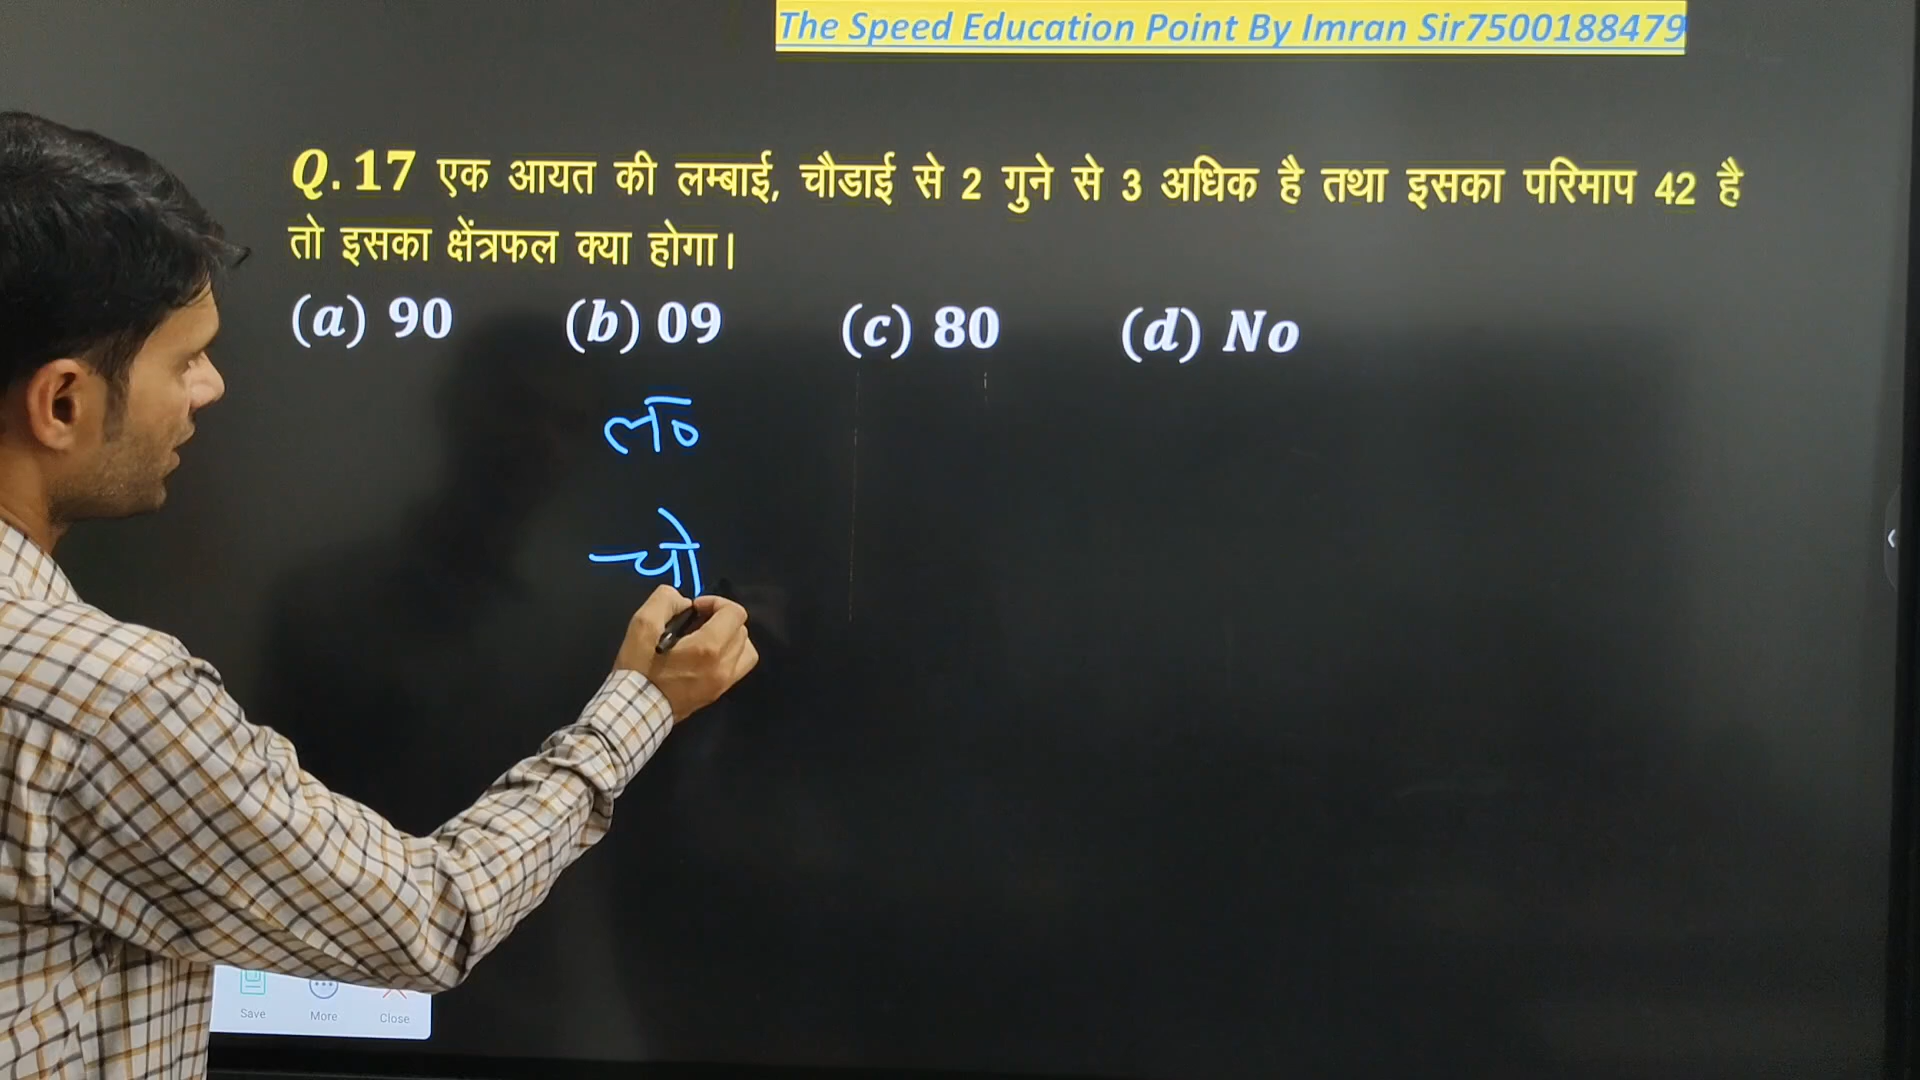 The Speed Education Point By Imran Sir7500188479
Q.17 एक आयत की लम्बाई, चौडाई से 2 गुने से 3 अधिक है तथा इसका परिमाप 42 है
तो इसका क्षेंत्रफल क्या होगा।
(a) 90 (b) 09 (c) 80 (d) No
ल०
चो
Save More Close